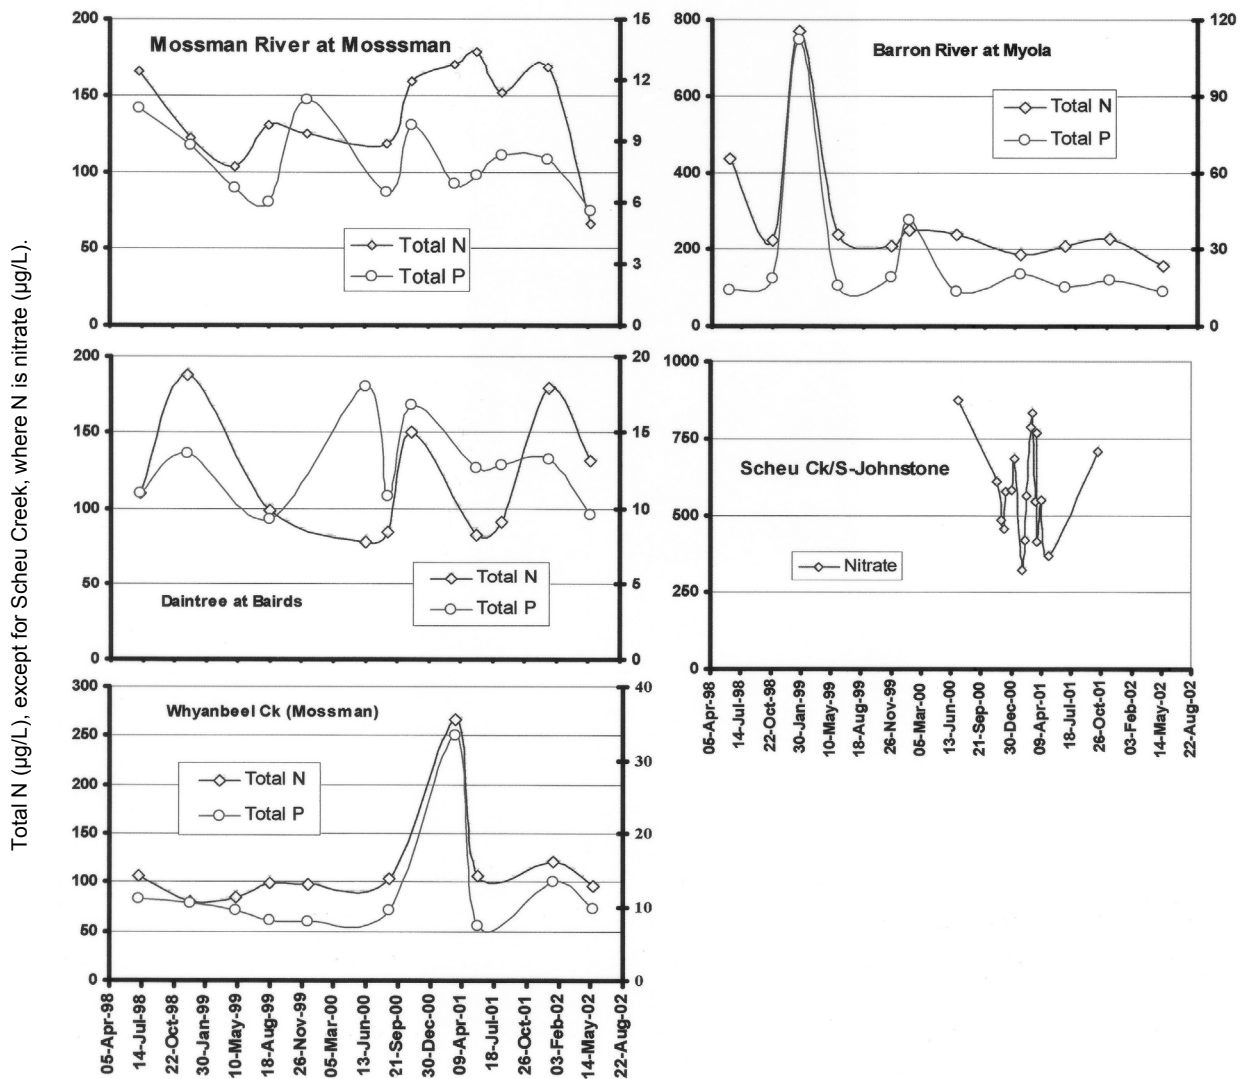 Total N (µg/L), except for Scheu Creek, where N is nitrate (µg/L).
200
150
100
50
0
Mossman River at Mosssman
Total N
Total P
15
12
9
6
3
0
800
600
400
200
0
Barron River at Myola
Total N
Total P
120
90
60
30
0
200
150
100
50
0
Daintree at Bairds
Total N
Total P
20
15
10
5
0
1000
750
500
250
0
Scheu Ck/S-Johnstone
Nitrate
05-Apr-98
14-Jul-98
22-Oct-98
30-Jan-99
10-May-99
18-Aug-99
26-Nov-99
05-Mar-00
13-Jun-00
21-Sep-00
30-Dec-00
09-Apr-01
18-Jul-01
26-Oct-01
03-Feb-02
14-May-02
22-Aug-02
300
250
200
150
100
50
0
Whyanbeel Ck (Mossman)
Total N
Total P
40
30
20
10
0
05-Apr-98
14-Jul-98
22-Oct-98
30-Jan-99
10-May-99
18-Aug-99
26-Nov-99
05-Mar-00
13-Jun-00
21-Sep-00
30-Dec-00
09-Apr-01
18-Jul-01
26-Oct-01
03-Feb-02
14-May-02
22-Aug-02